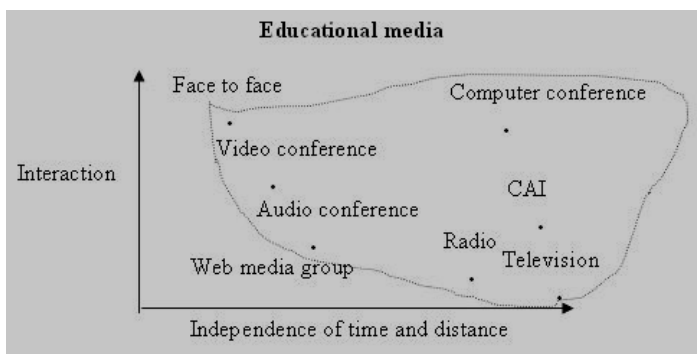 Educational media
Face to face
Computer conference
Video conference
Interaction
CAI
Audio conference
Radio
Web media group
Television
Independence of time and distance